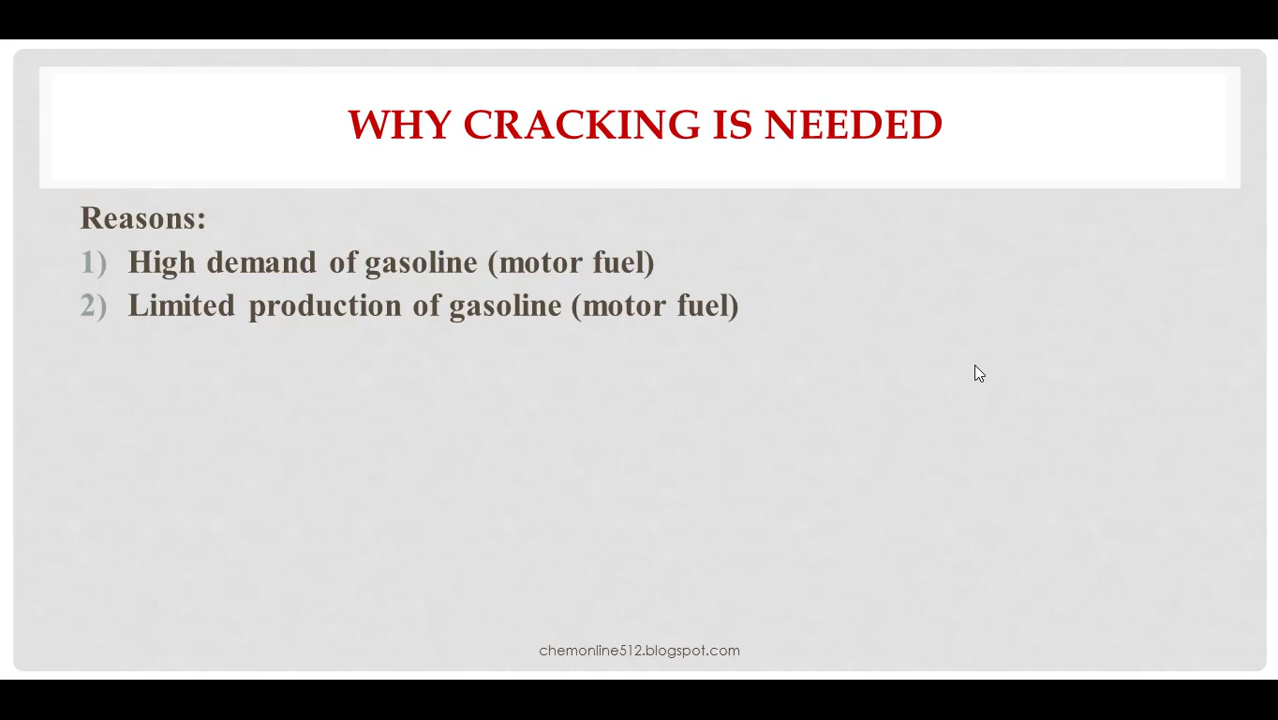 WHY CRACKING IS NEEDED
Reasons:
1) High demand of gasoline (motor fuel)
2) Limited production of gasoline (motor fuel)
chemonline512.blogspot.com